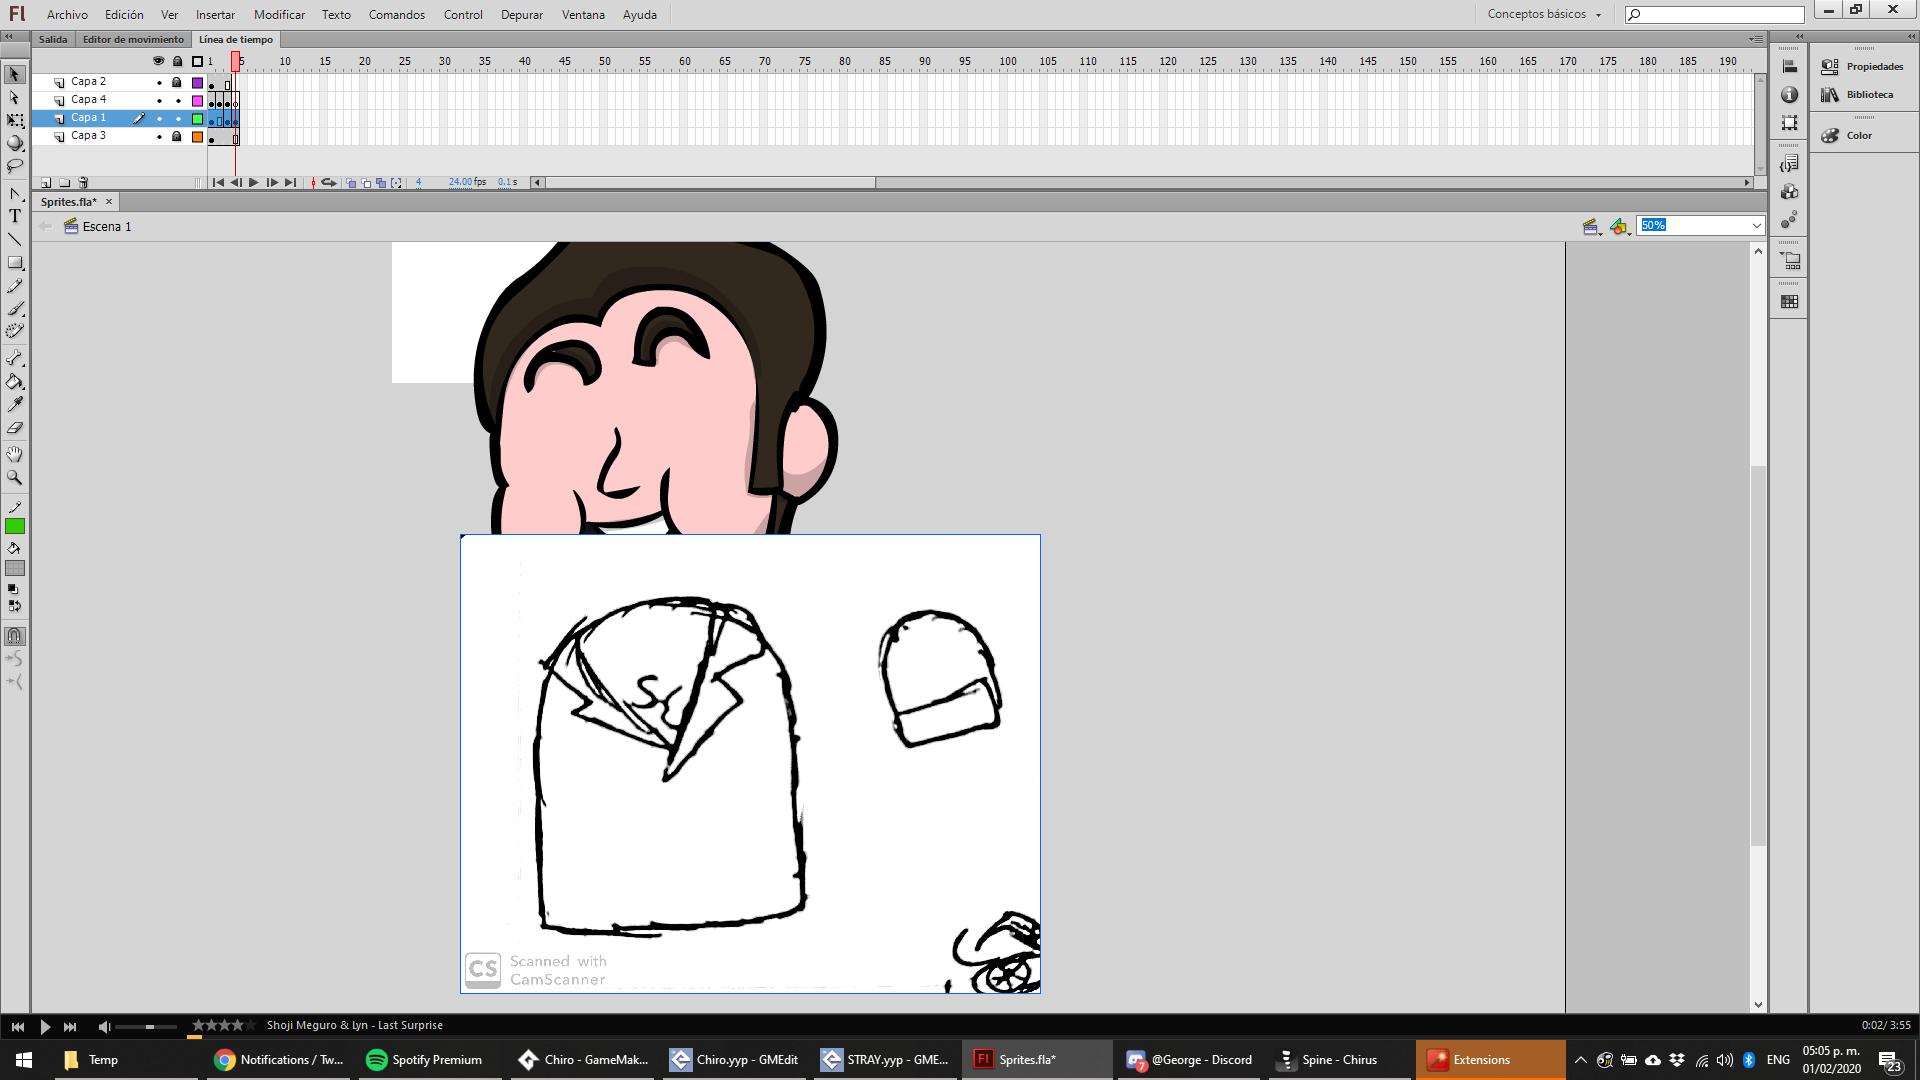 Fl Archivo Edición Ver Insertar Modificar Texto Comandos Control Depurar Ventana Ayuda Conceptos básicos
Salida Editor de movimiento Línea de tiempo
1 5 10 15 20 25 30 35 40 45 50 55 60 65 70 75 80 85 90 95 100 105 110 115 120 125 130 135 140 145 150 155 160 165 170 175 180 185 190
Capa 2
Capa 4
Capa 1
Capa 3
4 24.00 fps 0.1 s
Propiedades
Biblioteca
Color
Sprites.fla* ×
Escena 1 50%
CS Scanned with
CamScanner
Shoji Meguro & Lyn - Last Surprise 0:02/ 3:55
Temp Notifications / Tw... Spotify Premium Chiro - GameMak... Chiro.yyp - GMEdit STRAY.yyp - GME... Fl Sprites.fla* 7 @George - Discord Spine - Chirus Extensions ENG 05:05 p. m.
01/02/2020 23